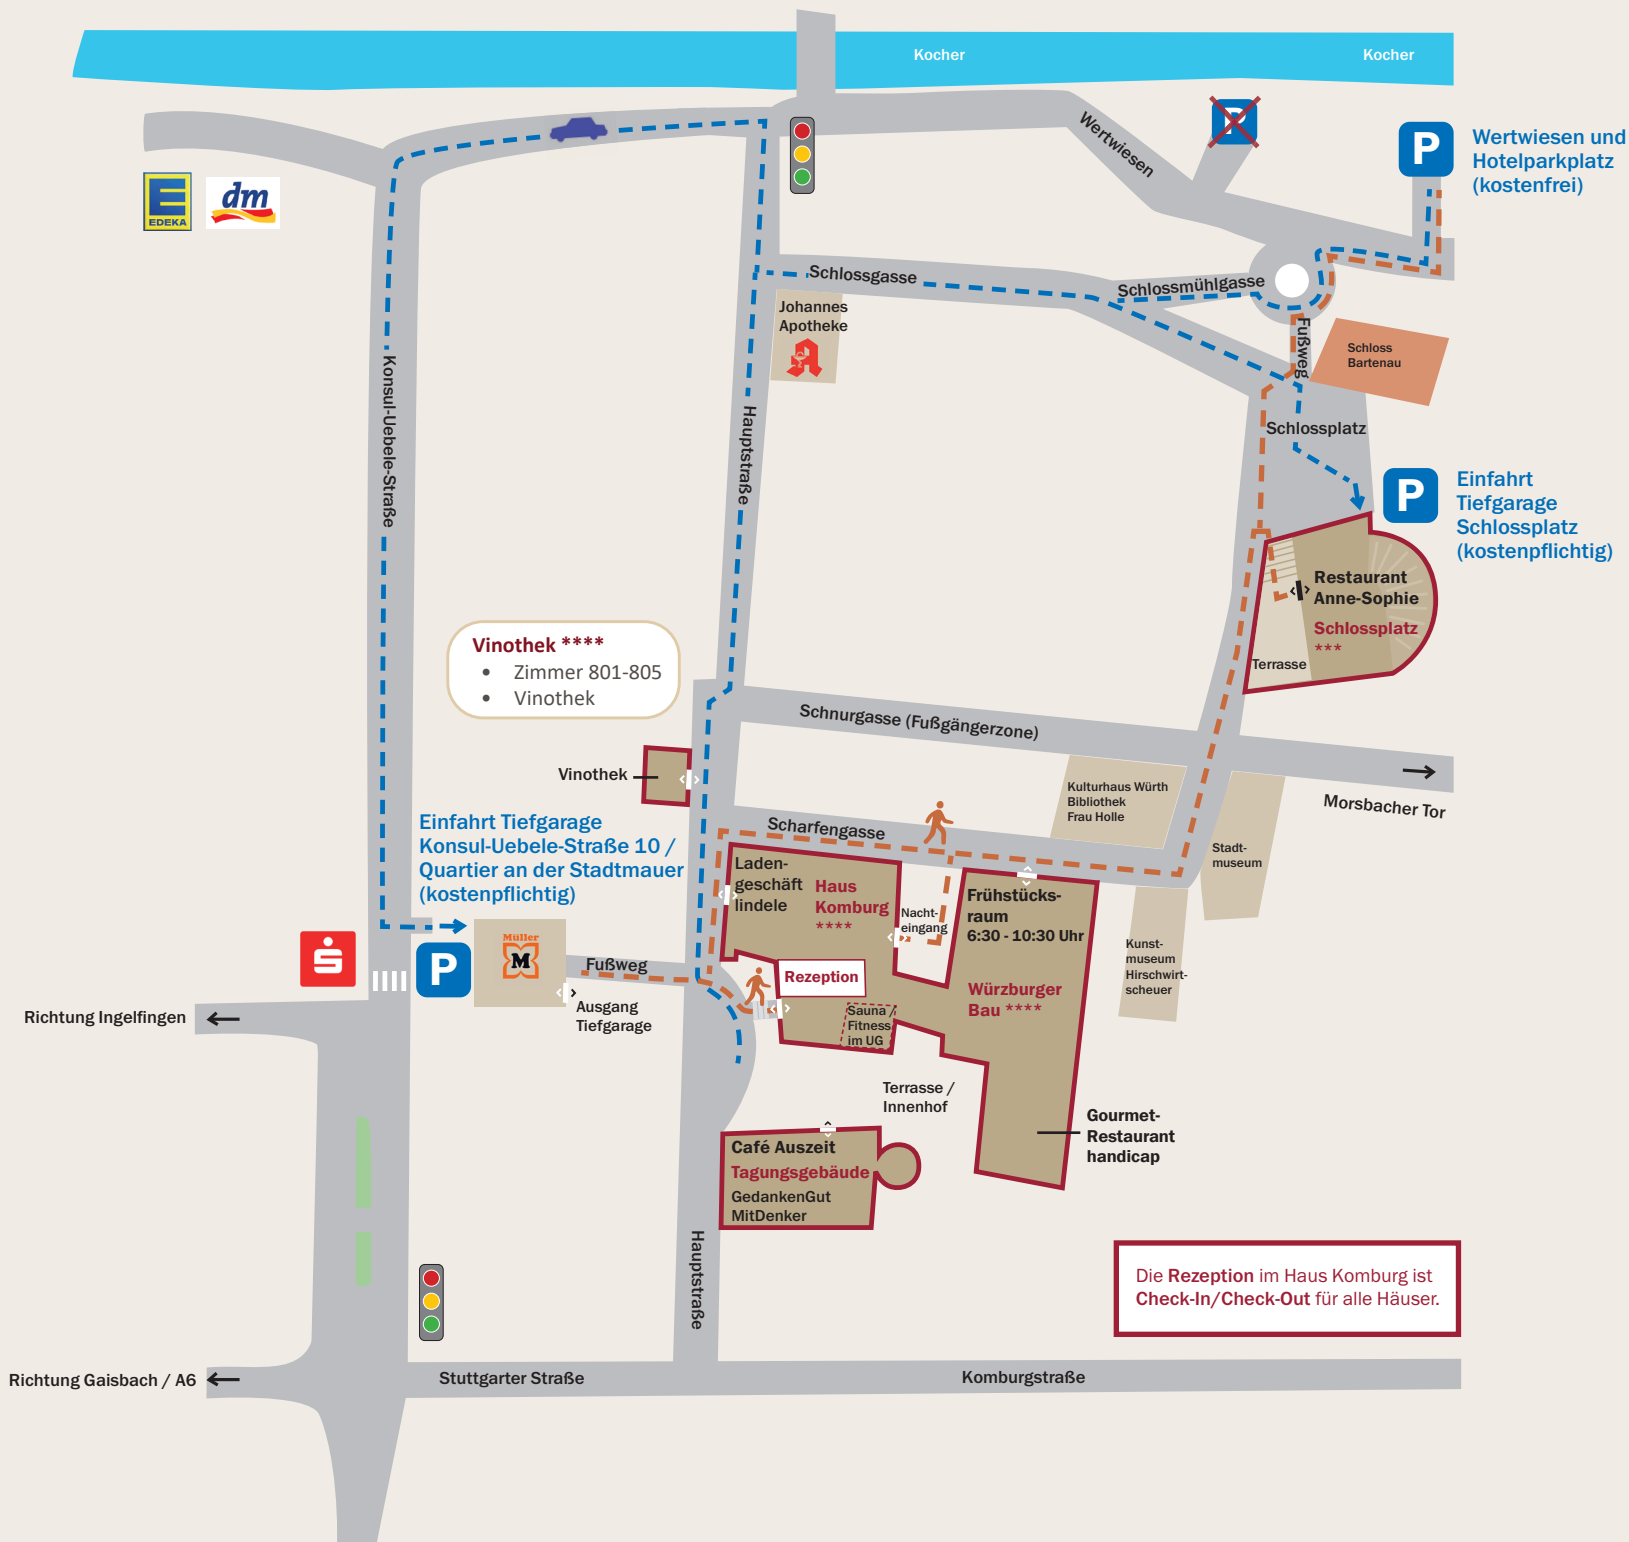 Kocher
Kocher
Wertwiesen
P
P
Wertwiesen und
Hotelparkplatz
(kostenfrei)
E
EDEKA
dm
Schlossgasse
Schlossmühlgasse
Johannes
Apotheke
Fußweg
Schloss
Bartenau
Konsul-Uebele-Straße
Hauptstraße
Schlossplatz
P
Einfahrt
Tiefgarage
Schlossplatz
(kostenpflichtig)
Restaurant
Anne-Sophie
Schlossplatz
***
Terrasse
Vinothek ****
• Zimmer 801-805
• Vinothek
Schnurgasse (Fußgängerzone)
Vinothek
Kulturhaus Würth
Bibliothek
Frau Holle
Morsbacher Tor
Einfahrt Tiefgarage
Konsul-Uebele-Straße 10 /
Quartier an der Stadtmauer
(kostenpflichtig)
Scharfengasse
Stadt-
museum
Laden-
geschäft
lindele
Haus
Komburg
****
Nacht-
eingang
Frühstücks-
raum
6:30 - 10:30 Uhr
Kunst-
museum
Hirschwirt-
scheuer
P
Müller
M
Fußweg
Rezeption
Würzburger
Bau ****
Ausgang
Tiefgarage
Sauna /
Fitness
im UG
Richtung Ingelfingen
Terrasse /
Innenhof
Gourmet-
Restaurant
handicap
Café Auszeit
Tagungsgebäude
GedankenGut
MitDenker
Hauptstraße
Die Rezeption im Haus Komburg ist
Check-In/Check-Out für alle Häuser.
Richtung Gaisbach / A6
Stuttgarter Straße
Komburgstraße